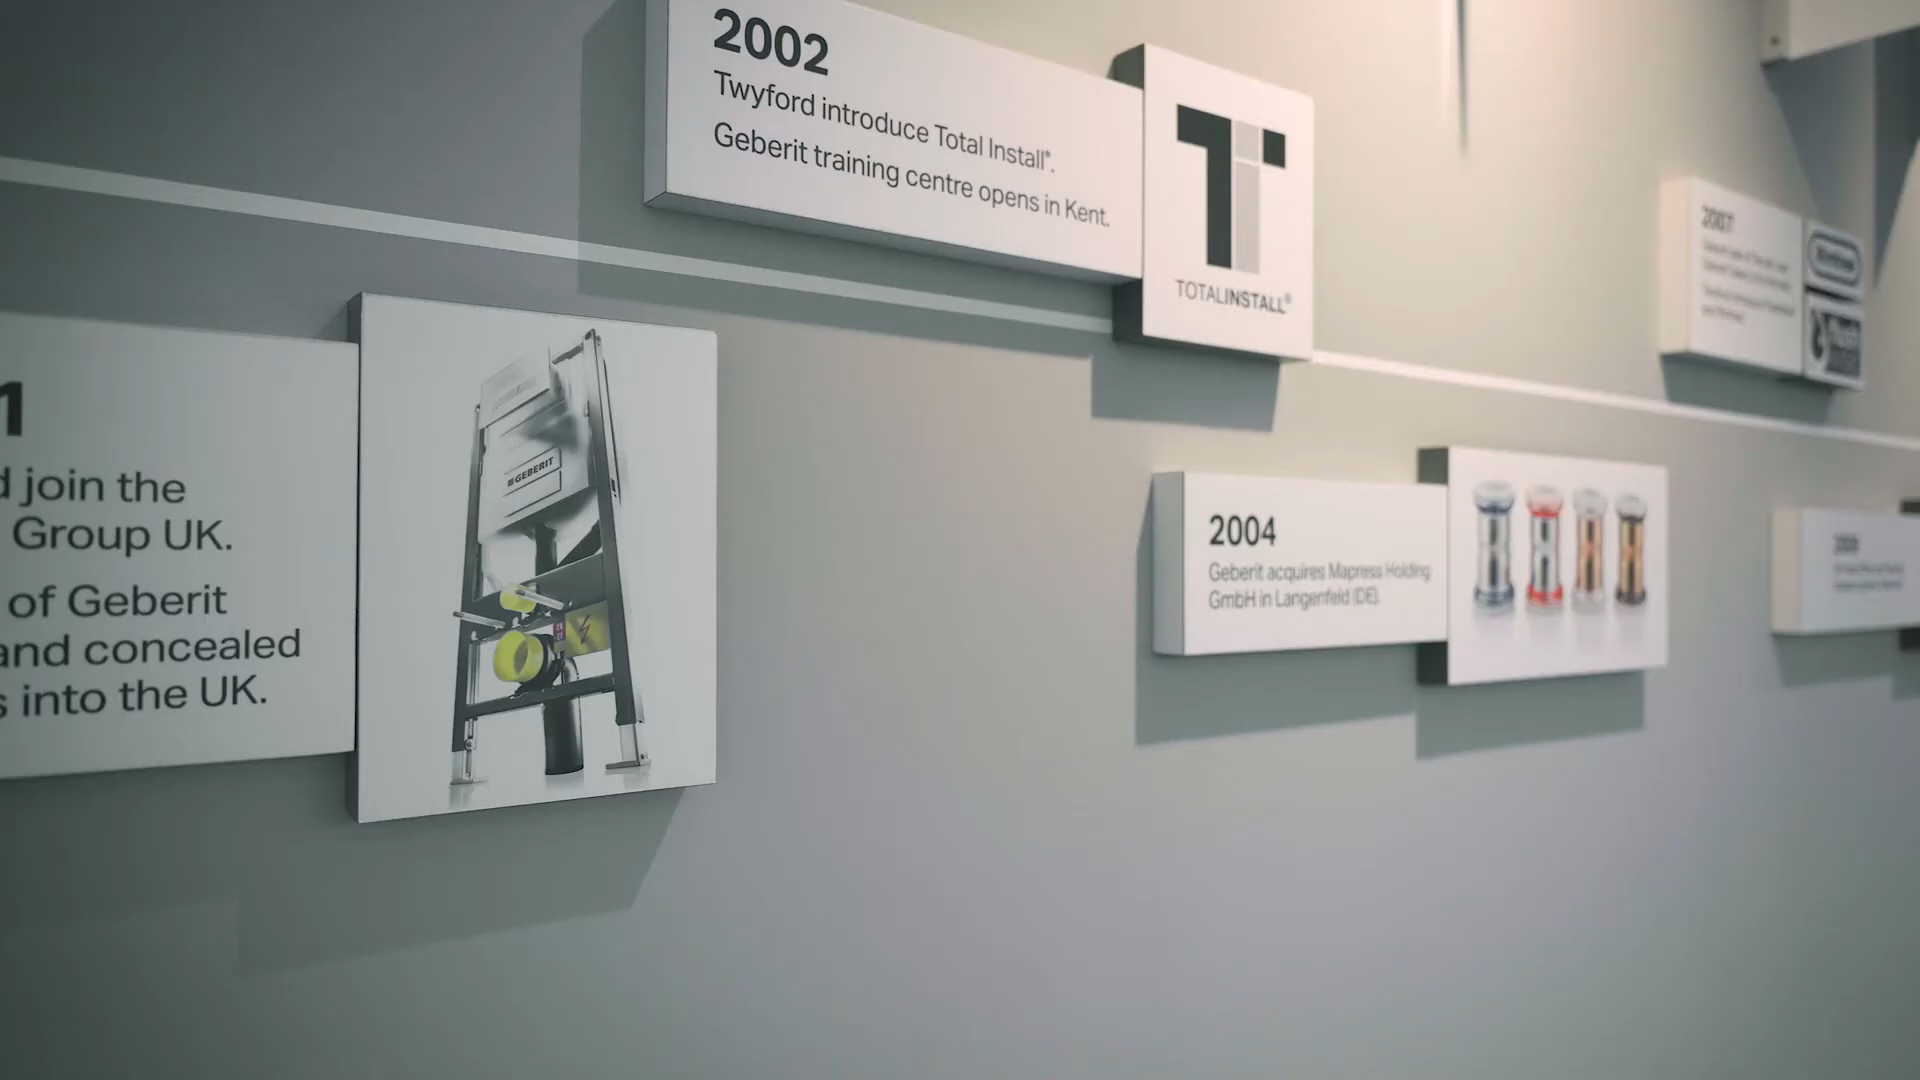 2002
Twyford introduce Total Install®.
Geberit training centre opens in Kent.
TOTALINSTALL®
1
join the
Group UK.
of Geberit
and concealed
into the UK.
GEBERIT
2004
Geberit acquires Mapress Holding
GmbH in Langenfeld (DE).
2007